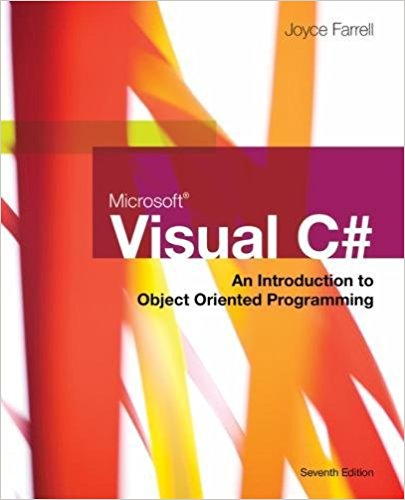 Joyce Farrell
Microsoft®
Visual C#
An Introduction to
Object Oriented Programming
Seventh Edition